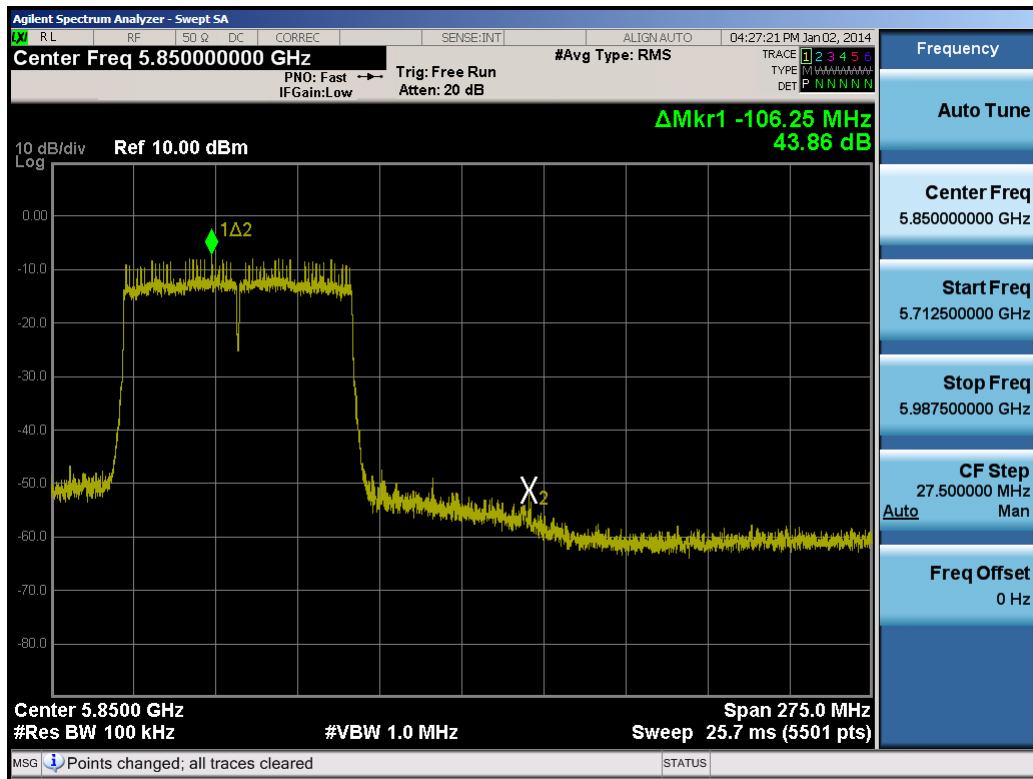 Agilent Spectrum Analyzer - Swept SA
LXI RL RF 50 Ω DC CORREC SENSE:INT ALIGNAUTO 04:27:21 PM Jan 02, 2014
Center Freq 5.850000000 GHz
PNO: Fast
IFGain:Low
Trig: Free Run
Atten: 20 dB
#Avg Type: RMS
TRACE 1 2 3 4 5 6
TYPE M WWWWW
DET P N N N N N
ΔMkr1 -106.25 MHz
43.86 dB
10 dB/div Ref 10.00 dBm
Log
0.00
-10.0
-20.0
-30.0
-40.0
-50.0
-60.0
-70.0
-80.0
1Δ2
X2
Center 5.8500 GHz Span 275.0 MHz
#Res BW 100 kHz #VBW 1.0 MHz Sweep 25.7 ms (5501 pts)
MSG Points changed; all traces cleared STATUS
Frequency
Auto Tune
Center Freq
5.850000000 GHz
Start Freq
5.712500000 GHz
Stop Freq
5.987500000 GHz
CF Step
27.500000 MHz
Auto Man
Freq Offset
0 Hz